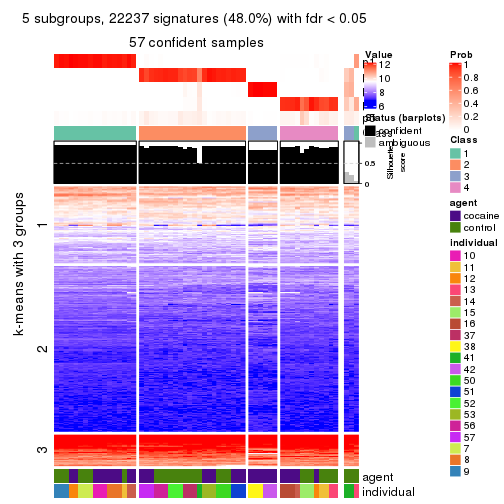 5 subgroups, 22237 signatures (48.0%) with fdr < 0.05
57 confident samples
k-means with 3 groups
1
2
3
Value
12
10
8
6
Status (barplots)
confident
ambiguous
0.5
0
Silhouette
score
agent
individual
Prob
1
0.8
0.6
0.4
0.2
0
Class
1
2
3
4
agent
cocaine
control
individual
10
11
12
13
14
15
16
37
38
41
42
50
51
52
53
56
57
7
8
9